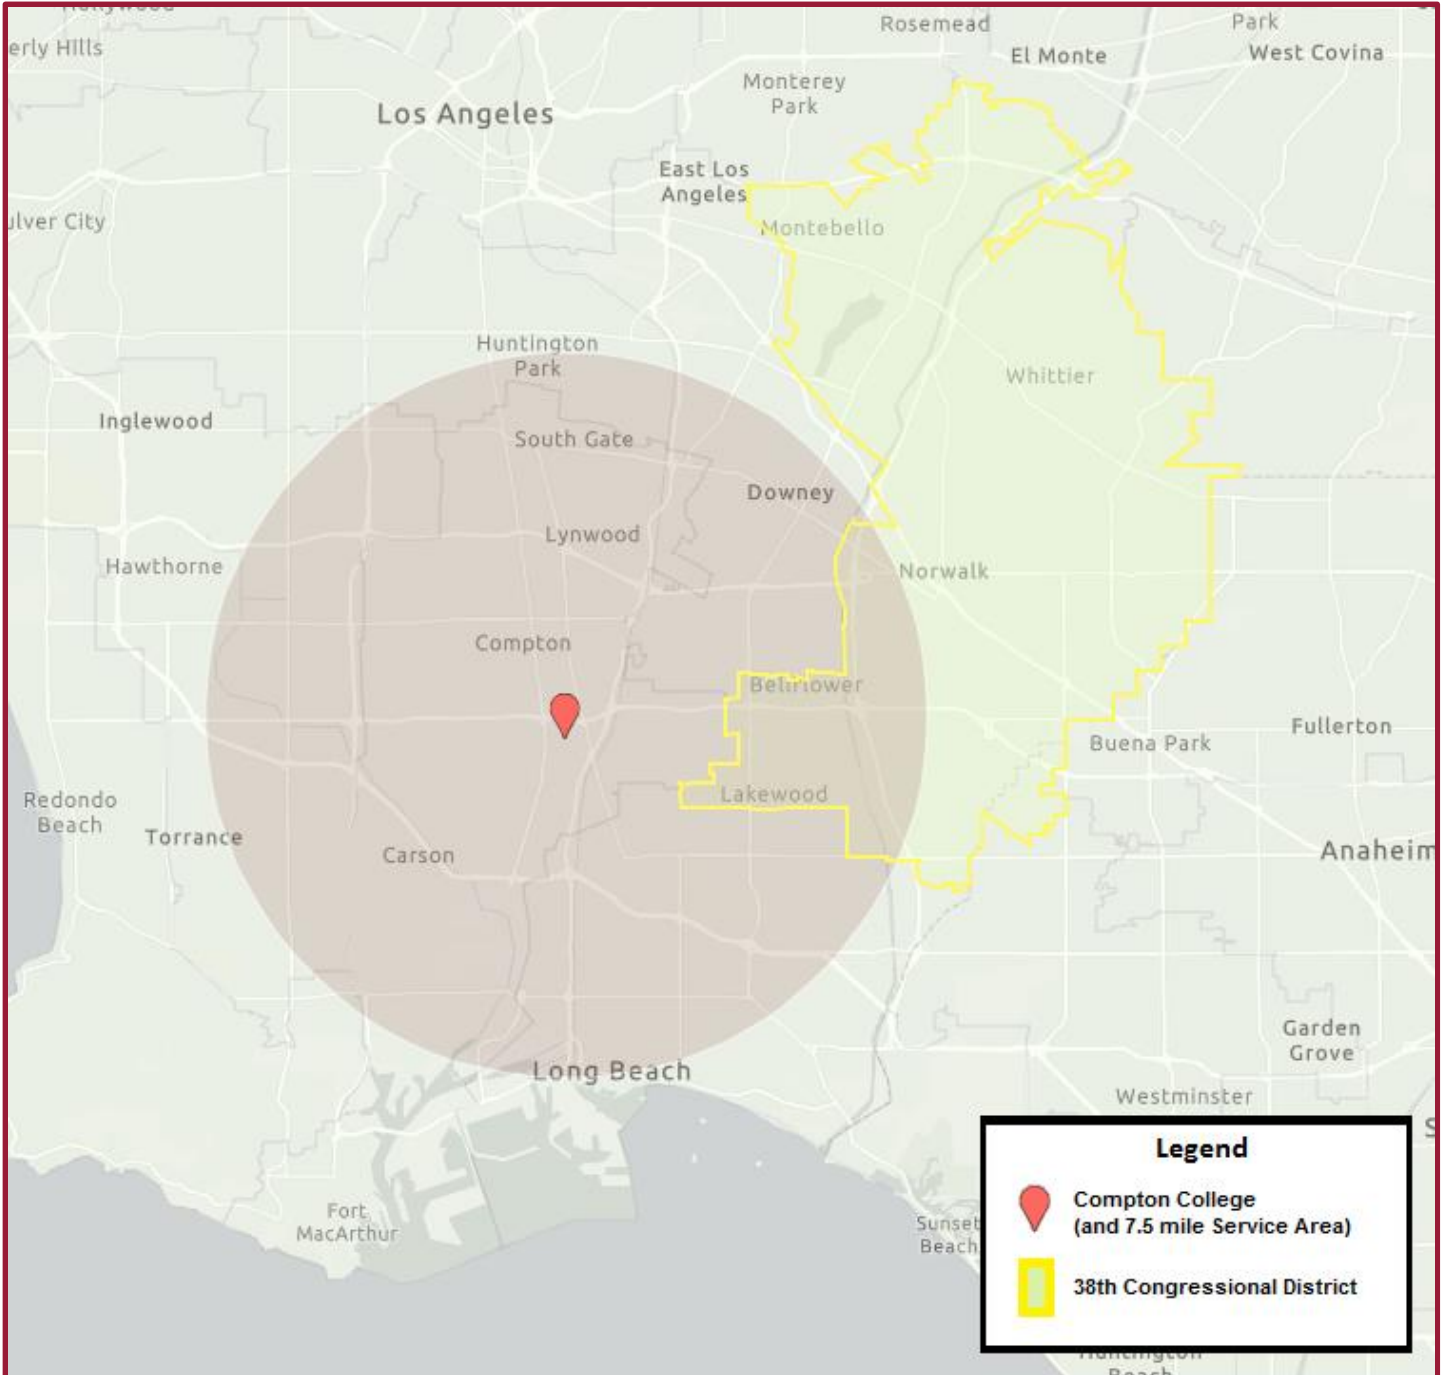 Rosemead
Park
erly Hills
El Monte
West Covina
Monterey
Park
Los Angeles
East Los
Angeles
ulver City
Montebello
Huntington
Park
Whittier
Inglewood
South Gate
Downey
Lynwood
Hawthorne
Norwalk
Compton
Bellflower
Fullerton
Buena Park
Redondo
Beach
Lakewood
Torrance
Carson
Anaheim
Garden
Grove
Long Beach
Westminster
S
Legend
Compton College
(and 7.5 mile Service Area)
Fort
MacArthur
Sunset
Beach
38th Congressional District